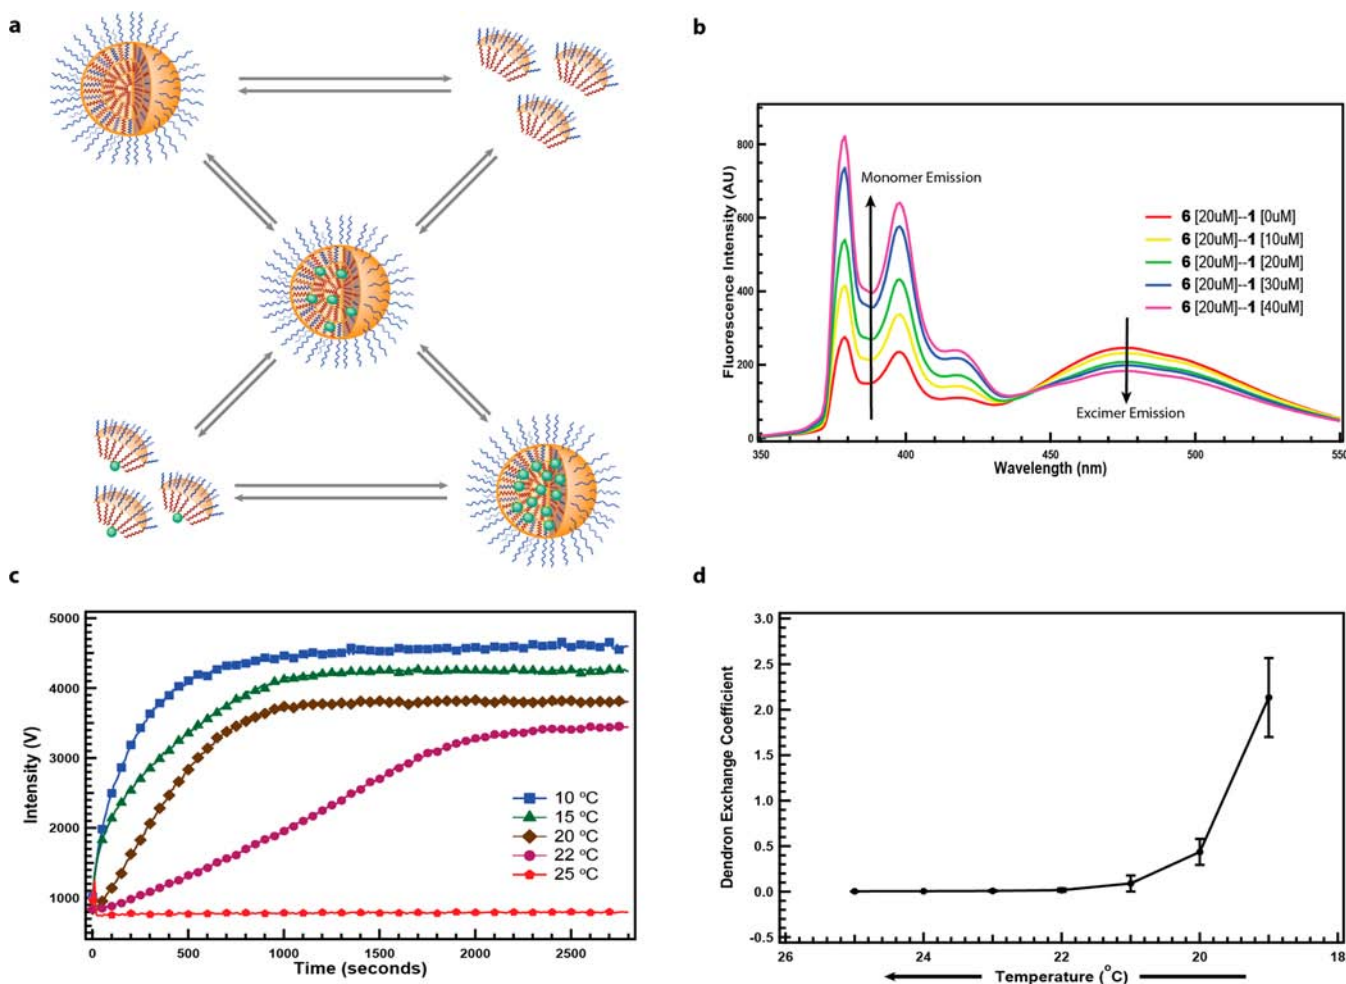 a
b
Fluorescence Intensity (AU)
800
600
400
200
0
Monomer Emission
Excimer Emission
6 [20uM]--1 [0uM]
6 [20uM]--1 [10uM]
6 [20uM]--1 [20uM]
6 [20uM]--1 [30uM]
6 [20uM]--1 [40uM]
350 400 450 500 550
Wavelength (nm)
c
Intensity (V)
5000
4000
3000
2000
1000
10 °C
15 °C
20 °C
22 °C
25 °C
0 500 1000 1500 2000 2500
Time (seconds)
d
Dendron Exchange Coefficient
3.0
2.5
2.0
1.5
1.0
0.5
0.0
-0.5
26 24 22 20 18
Temperature (°C)